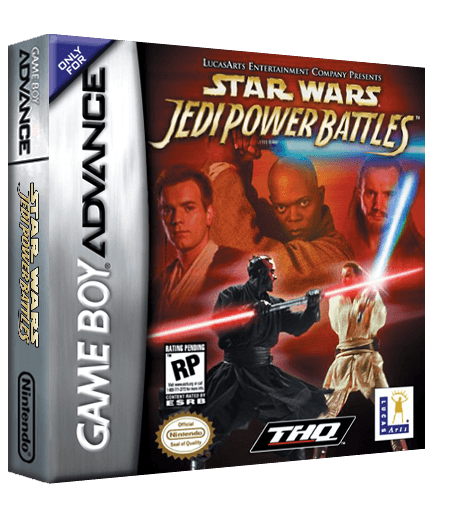 GAME BOY
ADVANCE
STAR WARS
JEDI POWER BATTLES
Nintendo®
ONLY
FOR
GAME BOY ADVANCE
LUCASARTS ENTERTAINMENT COMPANY PRESENTS
STAR WARS
JEDI POWER BATTLES™
RATING PENDING
RP
CONTENT RATED BY
ESRB
Official
Nintendo
Seal of Quality
THQ
LUCAS
Arts